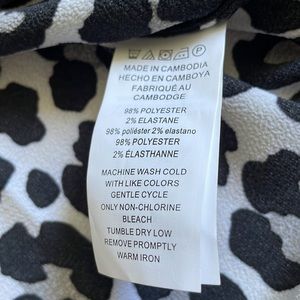 MADE IN CAMBODIA
HECHO EN CAMBOYA
FABRIQUÉ AU
CAMBODGE
98% POLYESTER
2% ELASTANE
98% poliéster 2% elastano
98% POLYESTER
2% ÉLASTHANNE
MACHINE WASH COLD
WITH LIKE COLORS
GENTLE CYCLE
ONLY NON-CHLORINE
BLEACH
TUMBLE DRY LOW
REMOVE PROMPTLY
WARM IRON